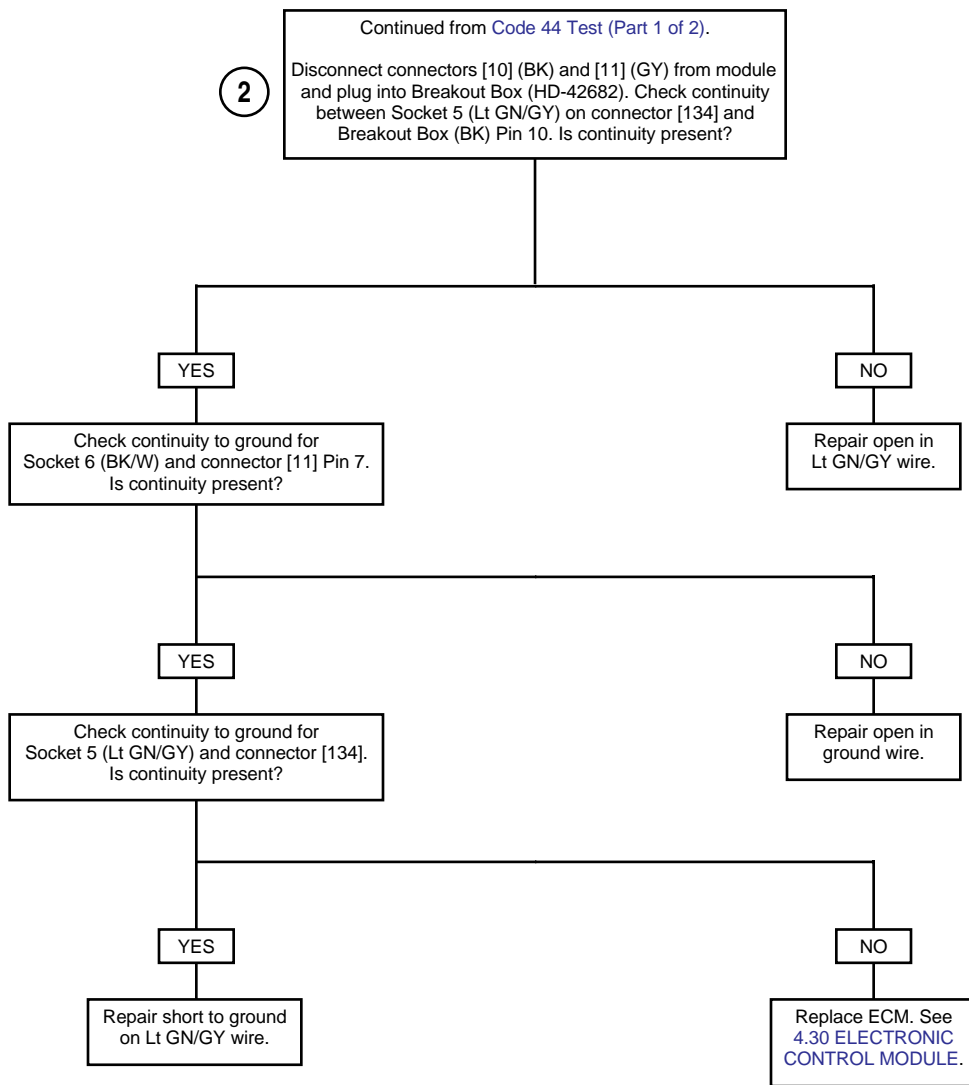 Continued from Code 44 Test (Part 1 of 2).
2
Disconnect connectors [10] (BK) and [11] (GY) from module
and plug into Breakout Box (HD-42682). Check continuity
between Socket 5 (Lt GN/GY) on connector [134] and
Breakout Box (BK) Pin 10. Is continuity present?
YES
NO
Check continuity to ground for
Socket 6 (BK/W) and connector [11] Pin 7.
Is continuity present?
Repair open in
Lt GN/GY wire.
YES
NO
Check continuity to ground for
Socket 5 (Lt GN/GY) and connector [134].
Is continuity present?
Repair open in
ground wire.
YES
NO
Repair short to ground
on Lt GN/GY wire.
Replace ECM. See
4.30 ELECTRONIC
CONTROL MODULE.